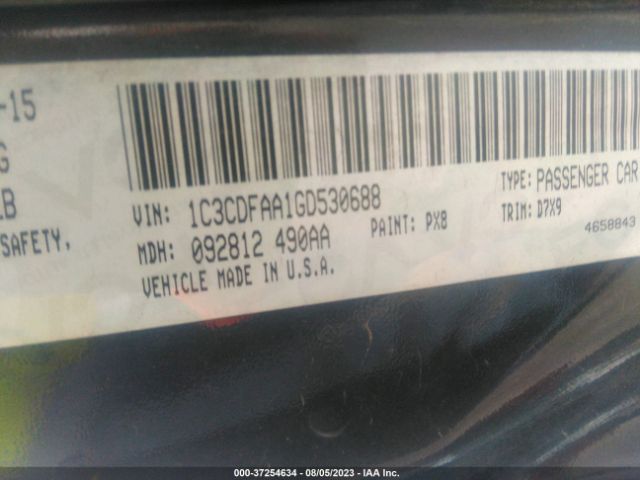 -15
G
LB
SAFETY,
VIN: 1C3CDFAA1GD530688
TYPE: PASSENGER CAR
MDH: 092812 490AA
PAINT: PX8
TRIM: D7X9
VEHICLE MADE IN U.S.A.
4658843
000-37254634 - 08/05/2023 - IAA Inc.